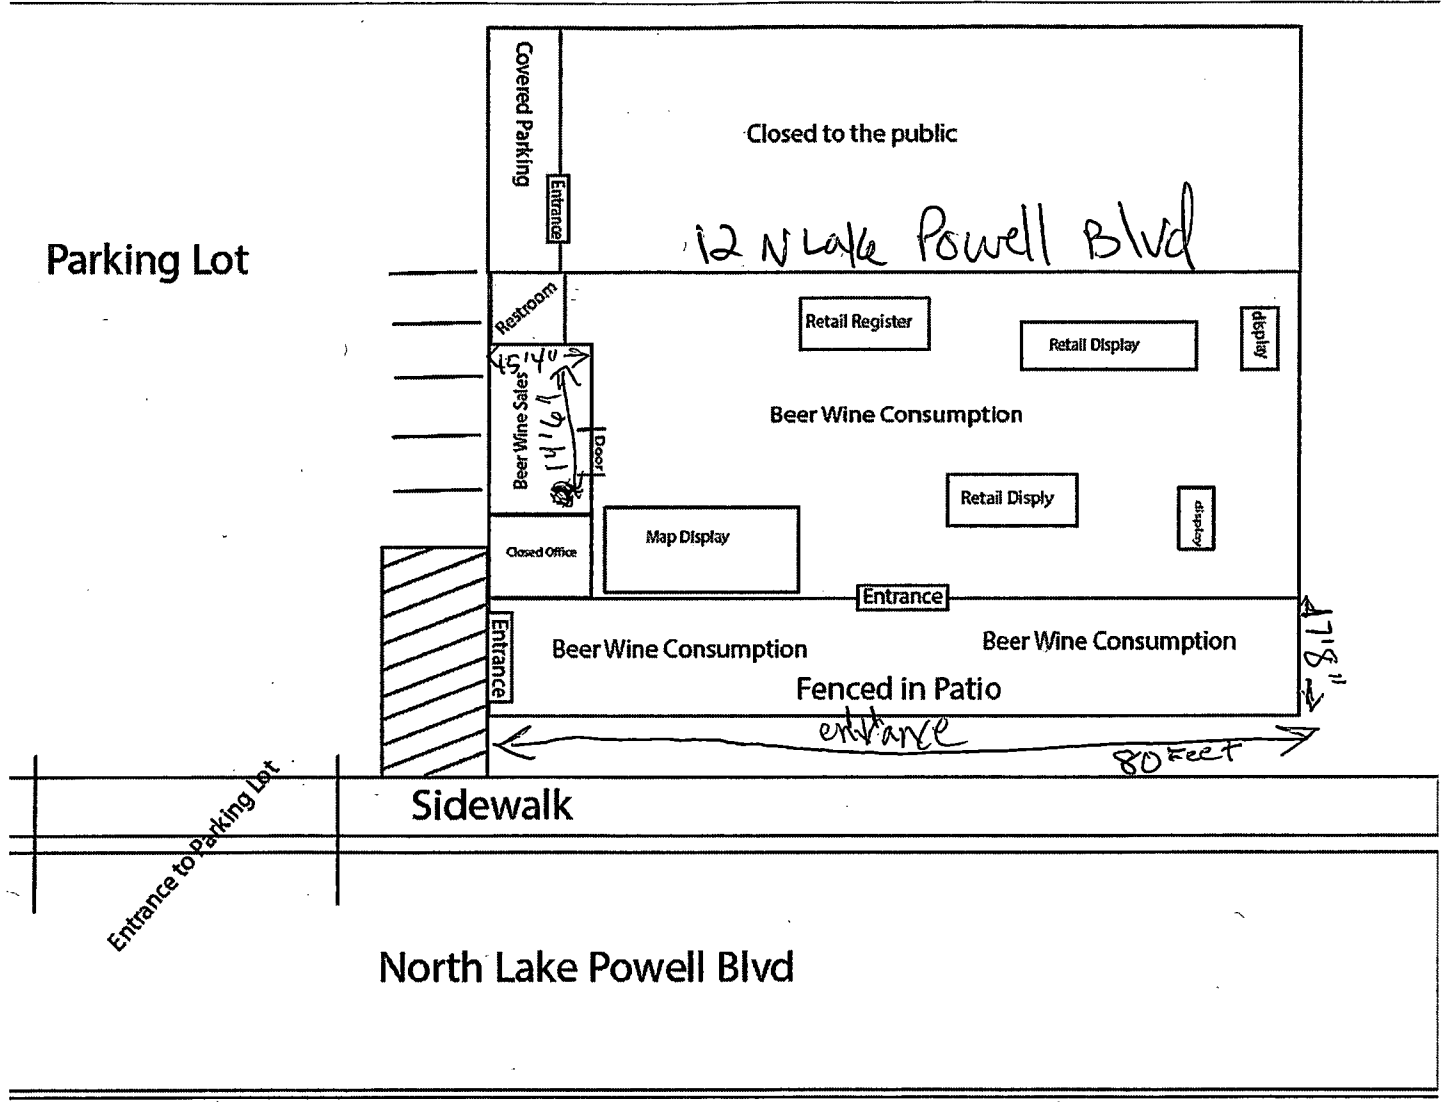 Covered Parking
Closed to the public
Entrance
12 N Lake Powell Blvd
Parking Lot
Restroom
Retail Register
Retail Display
display
Beer Wine Sales
Door
Beer Wine Consumption
Retail Disply
display
Map Display
Closed Office
Entrance
Entrance
Beer Wine Consumption
Beer Wine Consumption
Fenced in Patio
17'8"
entrance
80 Feet
Sidewalk
Entrance to Parking Lot
North Lake Powell Blvd